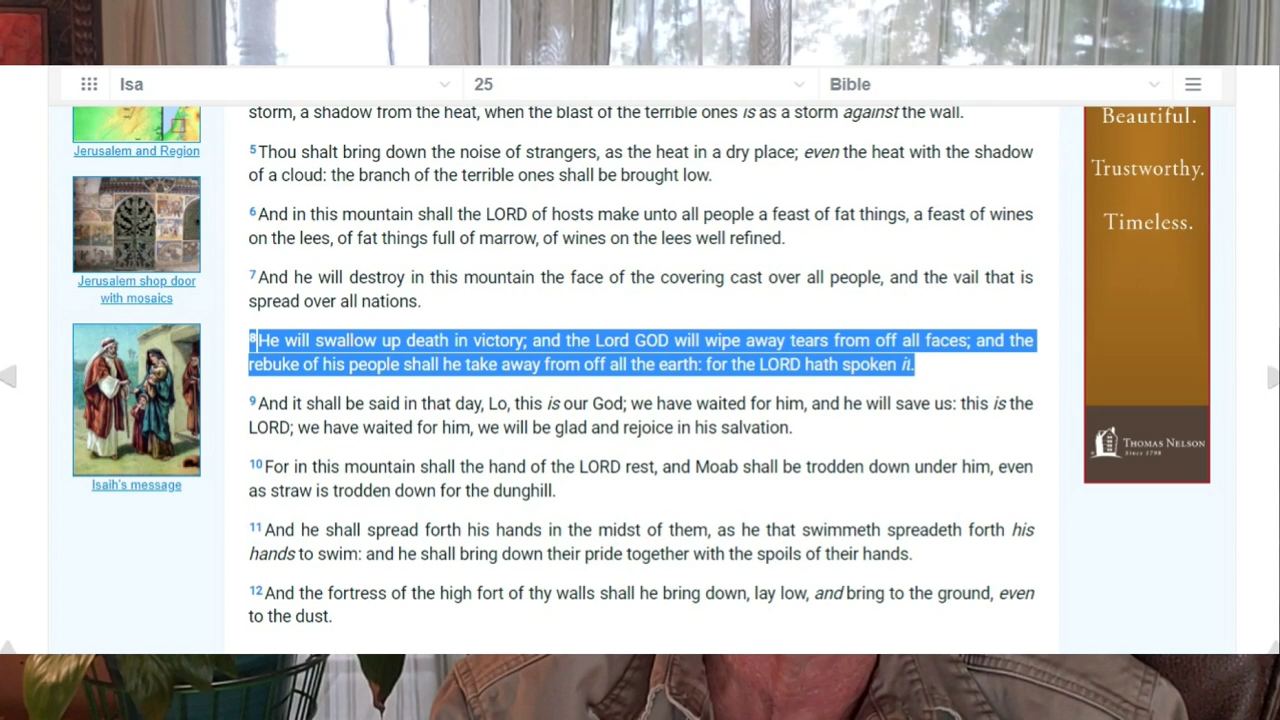 Isa
25
Bible
storm, a shadow from the heat, when the blast of the terrible ones is as a storm against the wall.
5Thou shalt bring down the noise of strangers, as the heat in a dry place; even the heat with the shadow
of a cloud: the branch of the terrible ones shall be brought low.
6And in this mountain shall the LORD of hosts make unto all people a feast of fat things, a feast of wines
on the lees, of fat things full of marrow, of wines on the lees well refined.
7And he will destroy in this mountain the face of the covering cast over all people, and the vail that is
spread over all nations.
8He will swallow up death in victory; and the Lord GOD will wipe away tears from off all faces; and the
rebuke of his people shall he take away from off all the earth: for the LORD hath spoken it.
9And it shall be said in that day, Lo, this is our God; we have waited for him, and he will save us: this is the
LORD; we have waited for him, we will be glad and rejoice in his salvation.
10For in this mountain shall the hand of the LORD rest, and Moab shall be trodden down under him, even
as straw is trodden down for the dunghill.
11And he shall spread forth his hands in the midst of them, as he that swimmeth spreadeth forth his
hands to swim: and he shall bring down their pride together with the spoils of their hands.
12And the fortress of the high fort of thy walls shall he bring down, lay low, and bring to the ground, even
to the dust.
Jerusalem and Region
Jerusalem shop door
with mosaics
Isaih's message
Beautiful.
Trustworthy.
Timeless.
THOMAS NELSON
Since 1798